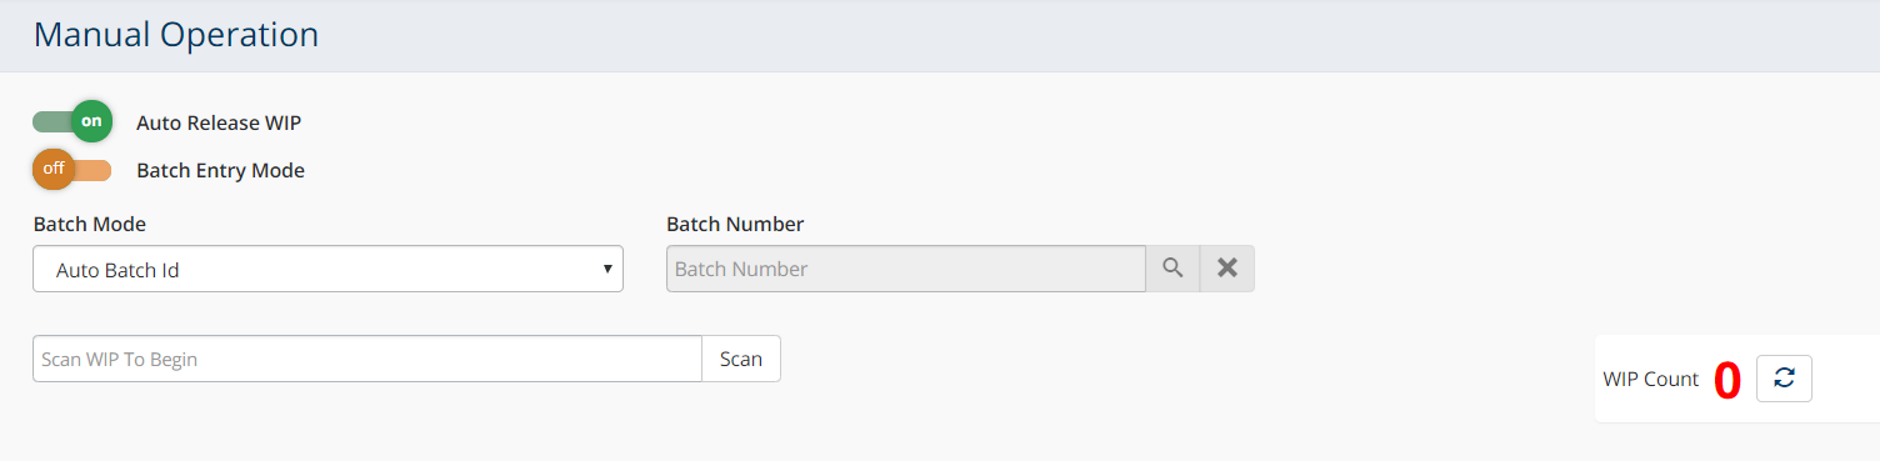 Manual Operation
on Auto Release WIP
off Batch Entry Mode
Batch Mode Batch Number
Auto Batch Id Batch Number
Scan WIP To Begin Scan
WIP Count 0